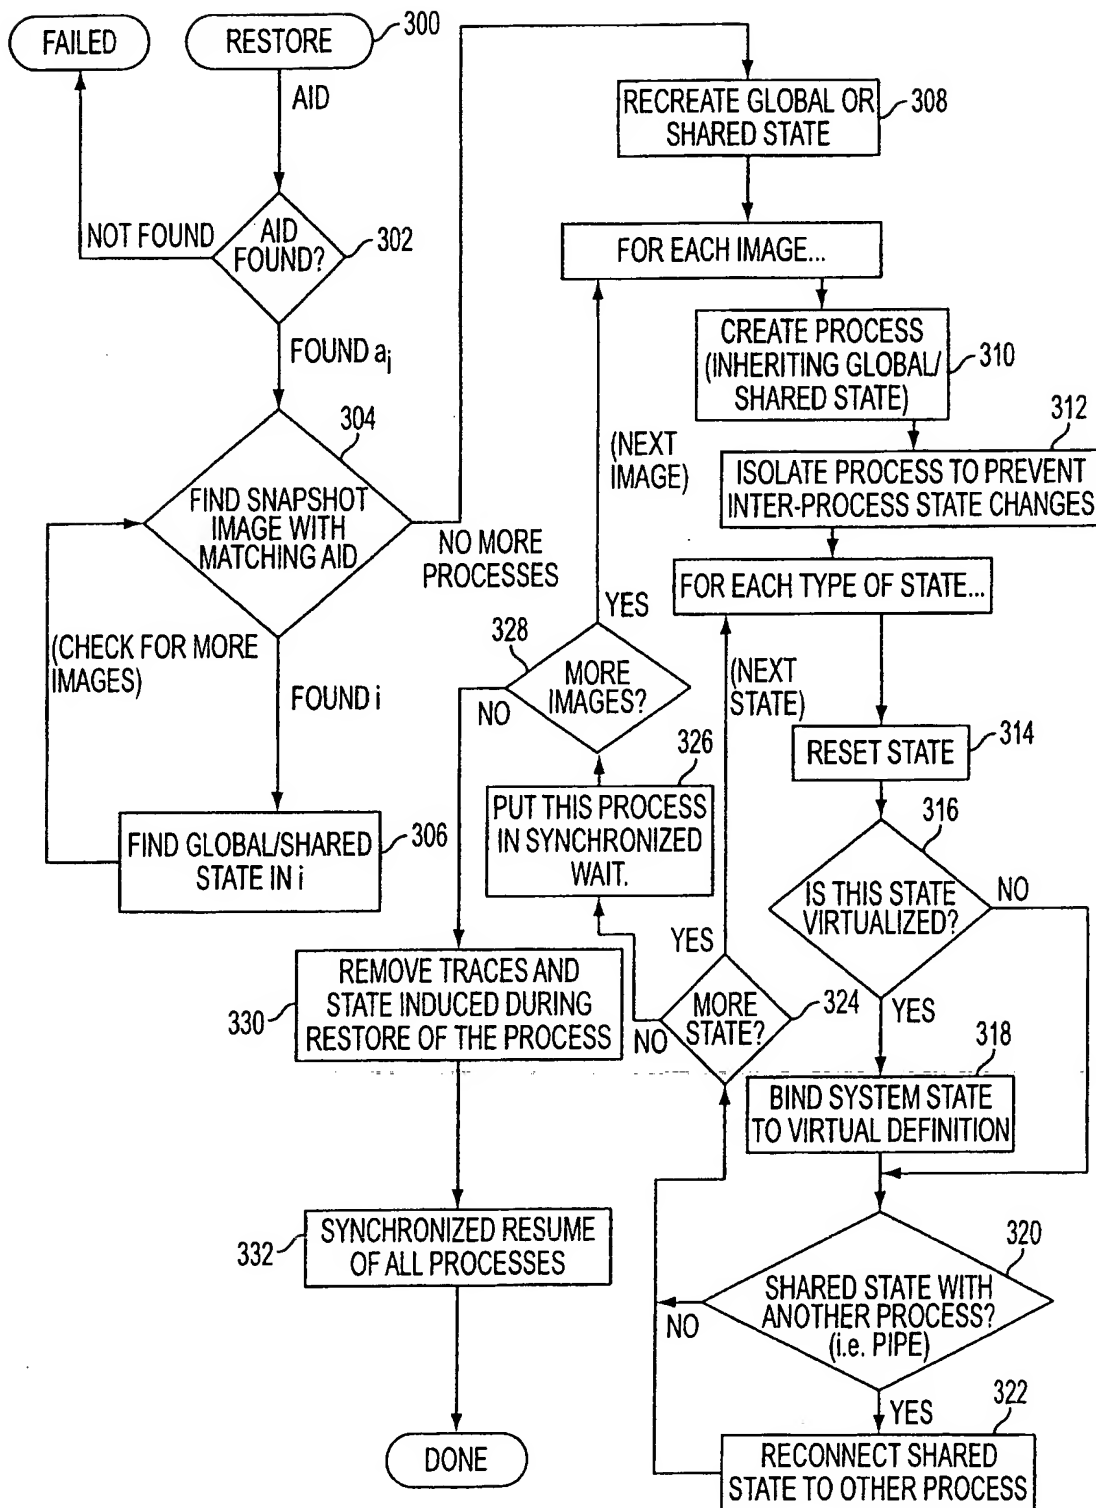 FAILED
RESTORE
300
AID
NOT FOUND
AID
FOUND?
302
FOUND ai
304
FIND SNAPSHOT
IMAGE WITH
MATCHING AID
NO MORE
PROCESSES
(CHECK FOR MORE
IMAGES)
FOUND i
FIND GLOBAL/SHARED
STATE IN i
306
RECREATE GLOBAL OR
SHARED STATE
308
FOR EACH IMAGE...
CREATE PROCESS
(INHERITING GLOBAL/
SHARED STATE)
310
312
ISOLATE PROCESS TO PREVENT
INTER-PROCESS STATE CHANGES
(NEXT
IMAGE)
FOR EACH TYPE OF STATE...
YES
328
MORE
IMAGES?
NO
(NEXT
STATE)
RESET STATE
314
326
PUT THIS PROCESS
IN SYNCHRONIZED
WAIT.
316
IS THIS STATE
VIRTUALIZED?
NO
YES
YES
MORE
STATE?
324
NO
330
REMOVE TRACES AND
STATE INDUCED DURING
RESTORE OF THE PROCESS
318
BIND SYSTEM STATE
TO VIRTUAL DEFINITION
332
SYNCHRONIZED RESUME
OF ALL PROCESSES
320
SHARED STATE WITH
ANOTHER PROCESS?
(i.e. PIPE)
NO
YES
322
RECONNECT SHARED
STATE TO OTHER PROCESS
DONE